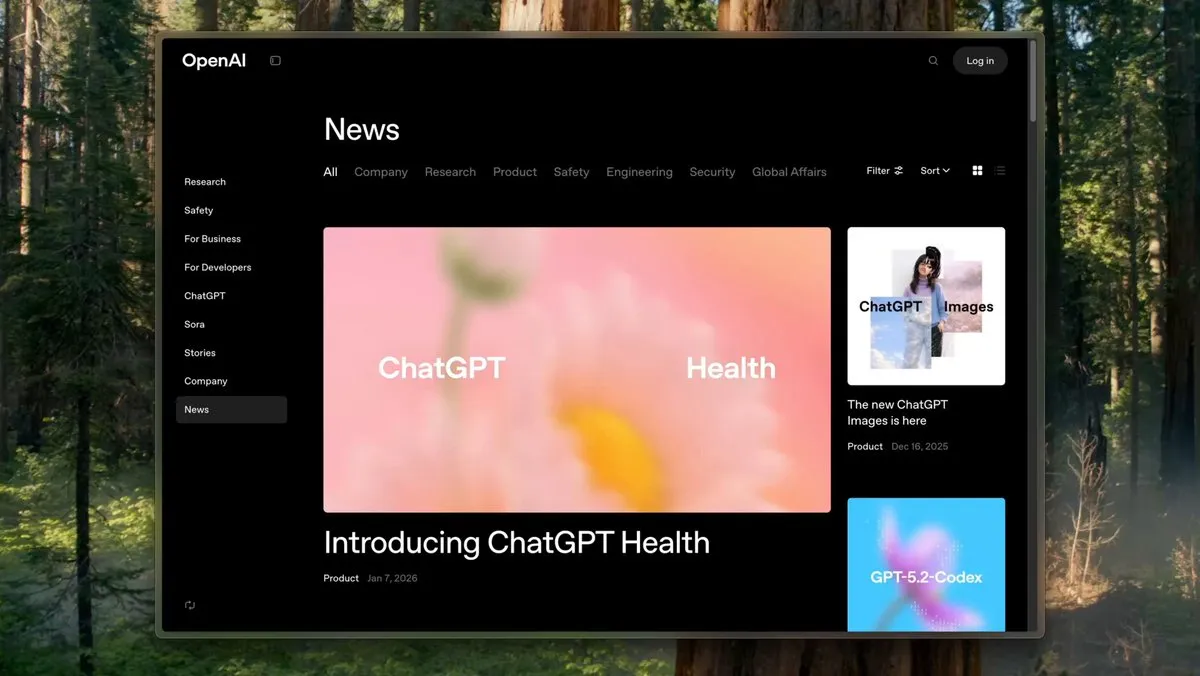 OpenAI
Log in
News
All Company Research Product Safety Engineering Security Global Affairs
Filter
Sort
Research
Safety
For Business
For Developers
ChatGPT
Sora
Stories
Company
News
ChatGPT Health
Introducing ChatGPT Health
Product Jan 7, 2026
ChatGPT Images
The new ChatGPT
Images is here
Product Dec 16, 2025
GPT-5.2-Codex